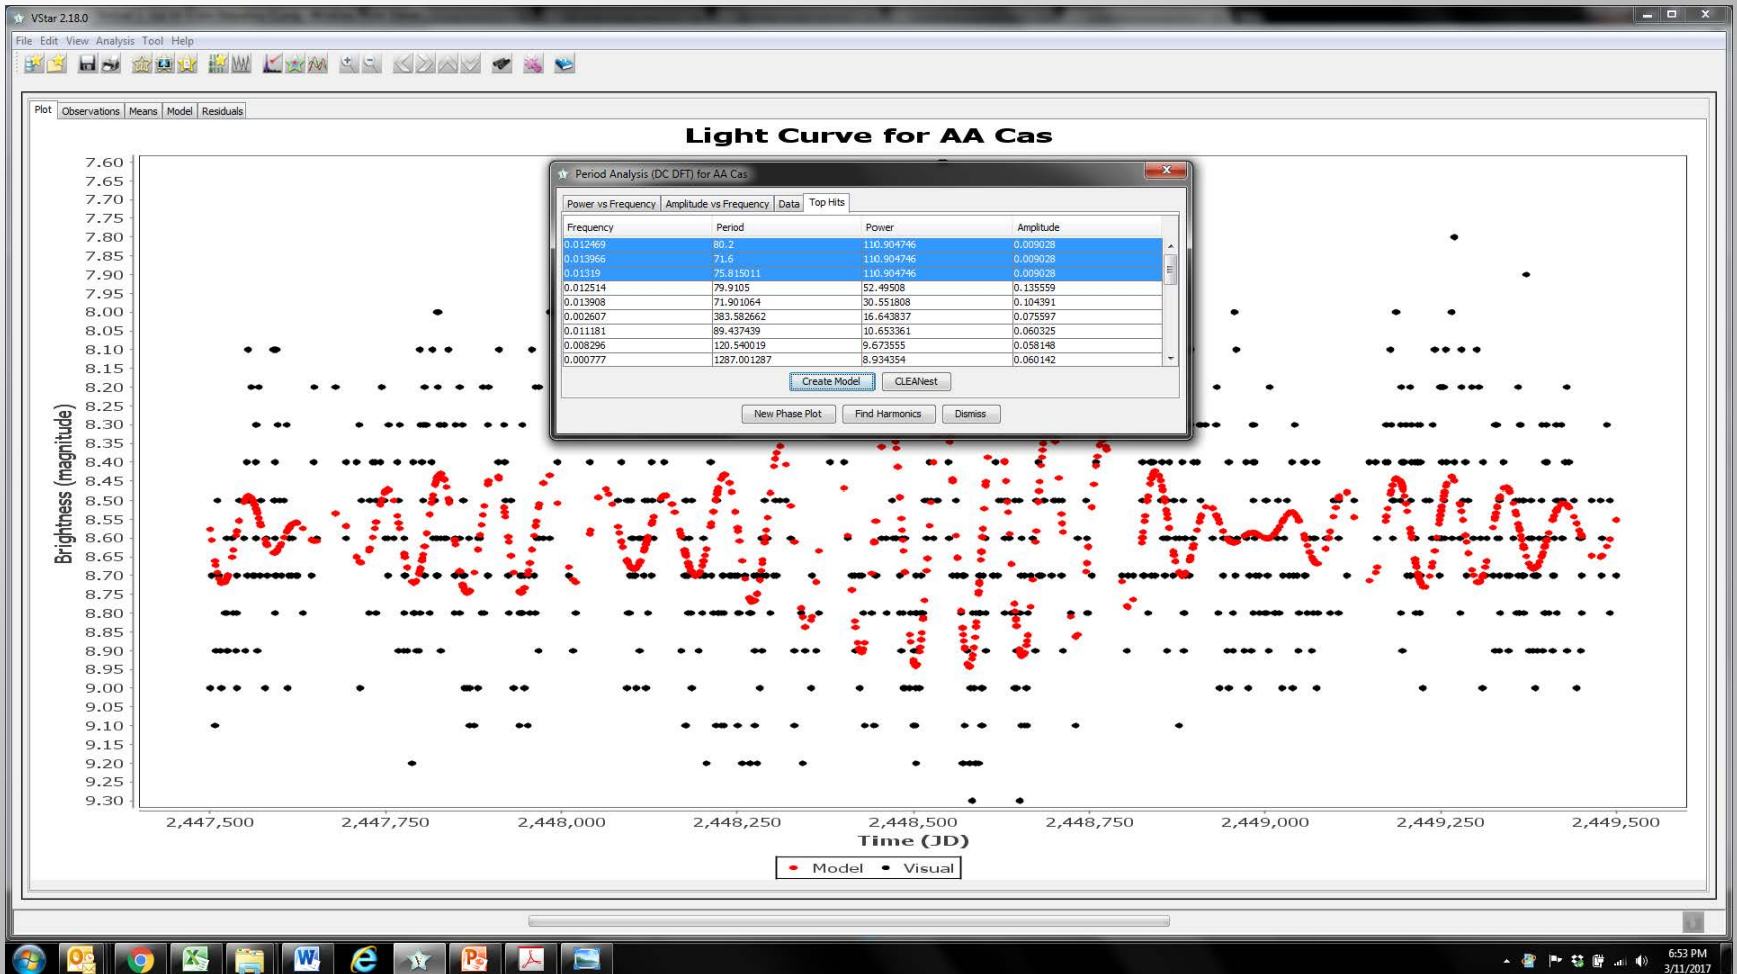 VStar 2.18.0
File Edit View Analysis Tool Help
Plot Observations Means Model Residuals
Light Curve for AA Cas
Period Analysis (DC DFT) for AA Cas
Power vs Frequency Amplitude vs Frequency Data Top Hits
Frequency Period Power Amplitude
0.012469 80.2 110.904746 0.009028
0.013966 71.6 110.904746 0.009028
0.01319 75.815011 110.904746 0.009028
0.012514 79.9105 52.49508 0.135559
0.013908 71.901064 30.551808 0.104391
0.002607 383.582662 16.643837 0.075597
0.011181 89.437439 10.653361 0.060325
0.008296 120.540019 9.673555 0.058148
0.000777 1287.001287 8.934354 0.060142
Create Model CLEANest
New Phase Plot Find Harmonics Dismiss
Brightness (magnitude)
7.60
7.65
7.70
7.75
7.80
7.85
7.90
7.95
8.00
8.05
8.10
8.15
8.20
8.25
8.30
8.35
8.40
8.45
8.50
8.55
8.60
8.65
8.70
8.75
8.80
8.85
8.90
8.95
9.00
9.05
9.10
9.15
9.20
9.25
9.30
2,447,500 2,447,750 2,448,000 2,448,250 2,448,500 2,448,750 2,449,000 2,449,250 2,449,500
Time (JD)
Model Visual
6:53 PM
3/11/2017